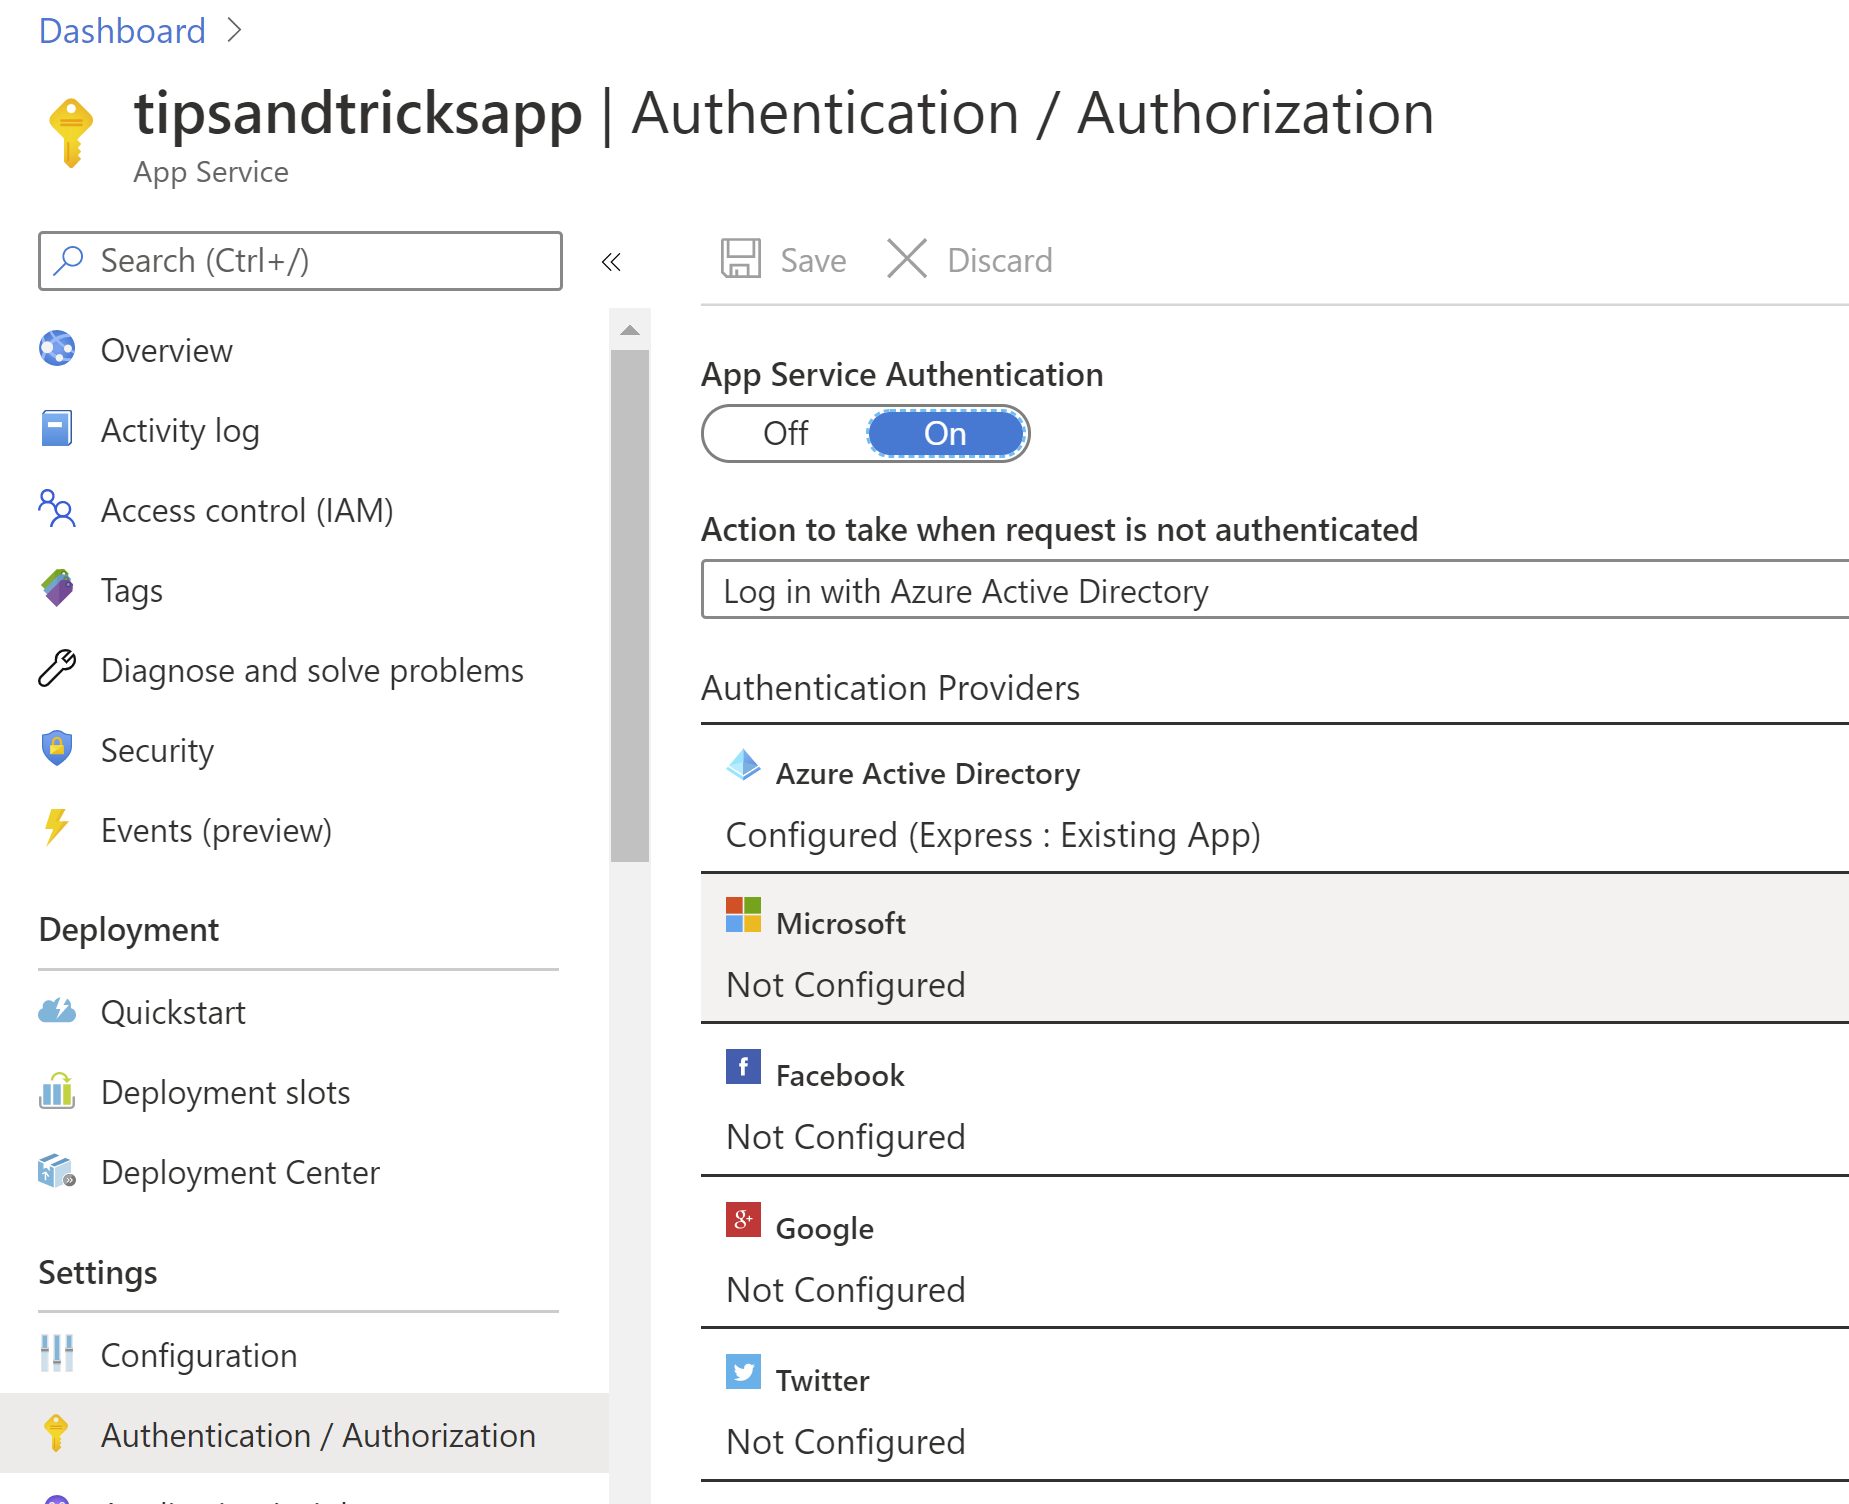 Dashboard
tipsandtricksapp | Authentication / Authorization
App Service
Search (Ctrl+/)
Overview
Activity log
Access control (IAM)
Tags
Diagnose and solve problems
Security
Events (preview)
Deployment
Quickstart
Deployment slots
Deployment Center
Settings
Configuration
Authentication / Authorization
Save
Discard
App Service Authentication
Off
On
Action to take when request is not authenticated
Log in with Azure Active Directory
Authentication Providers
Azure Active Directory
Configured (Express : Existing App)
Microsoft
Not Configured
Facebook
Not Configured
Google
Not Configured
Twitter
Not Configured